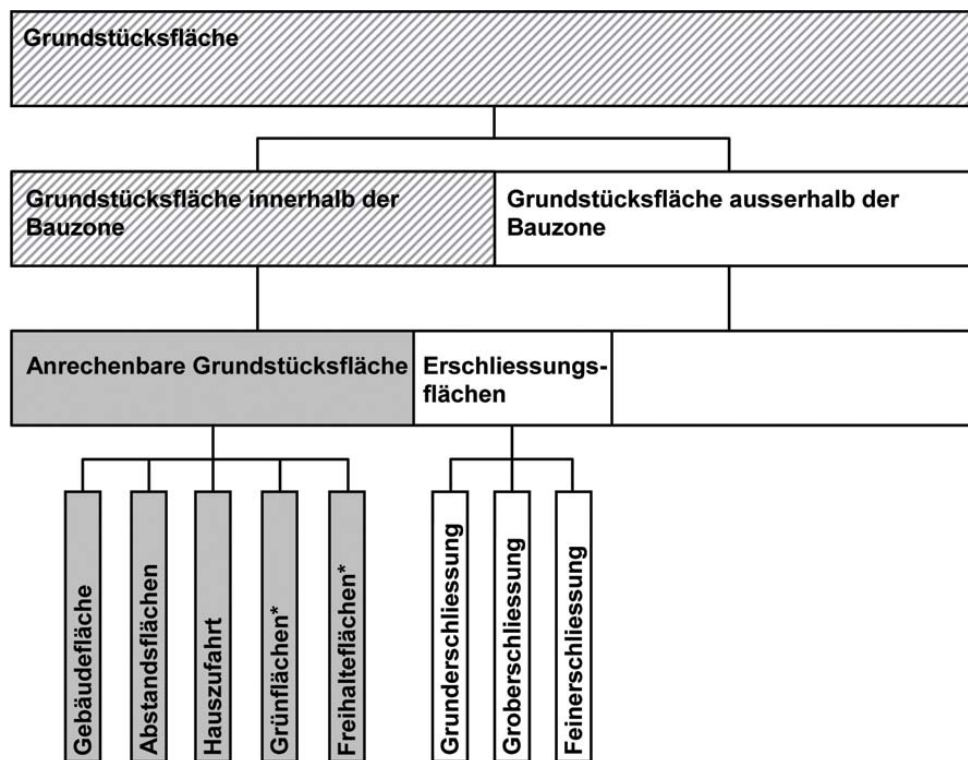 Grundstücksfläche
Grundstücksfläche innerhalb der
Bauzone
Grundstücksfläche ausserhalb der
Bauzone
Anrechenbare Grundstücksfläche
Erschliessungs-
flächen
Gebäudefläche
Abstandsflächen
Hauszufahrt
Grünflächen*
Freihalteflächen*
Grunderschliessung
Groberschliessung
Feinerschliessung